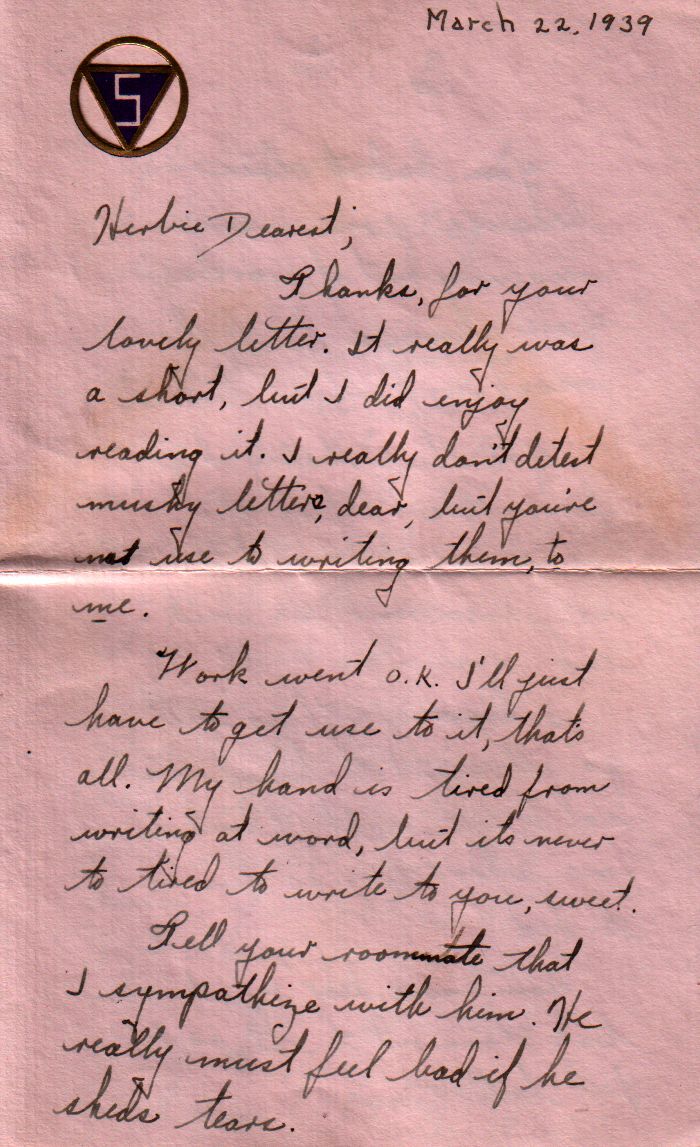 March 22, 1939
S
Herbie Dearest,
Thanks, for your
lovely letter. It really was
a short, but I did enjoy
reading it. I really don't detest
mushy letters, dear, but you're
not use to writing them, to
me.
Work went O.K. I'll just
have to get use to it, that's
all. My hand is tired from
writing at word, but its never
to tired to write to you, sweet.
Tell your roommate that
I sympathize with him. He
really must feel bad if he
sheds tears.